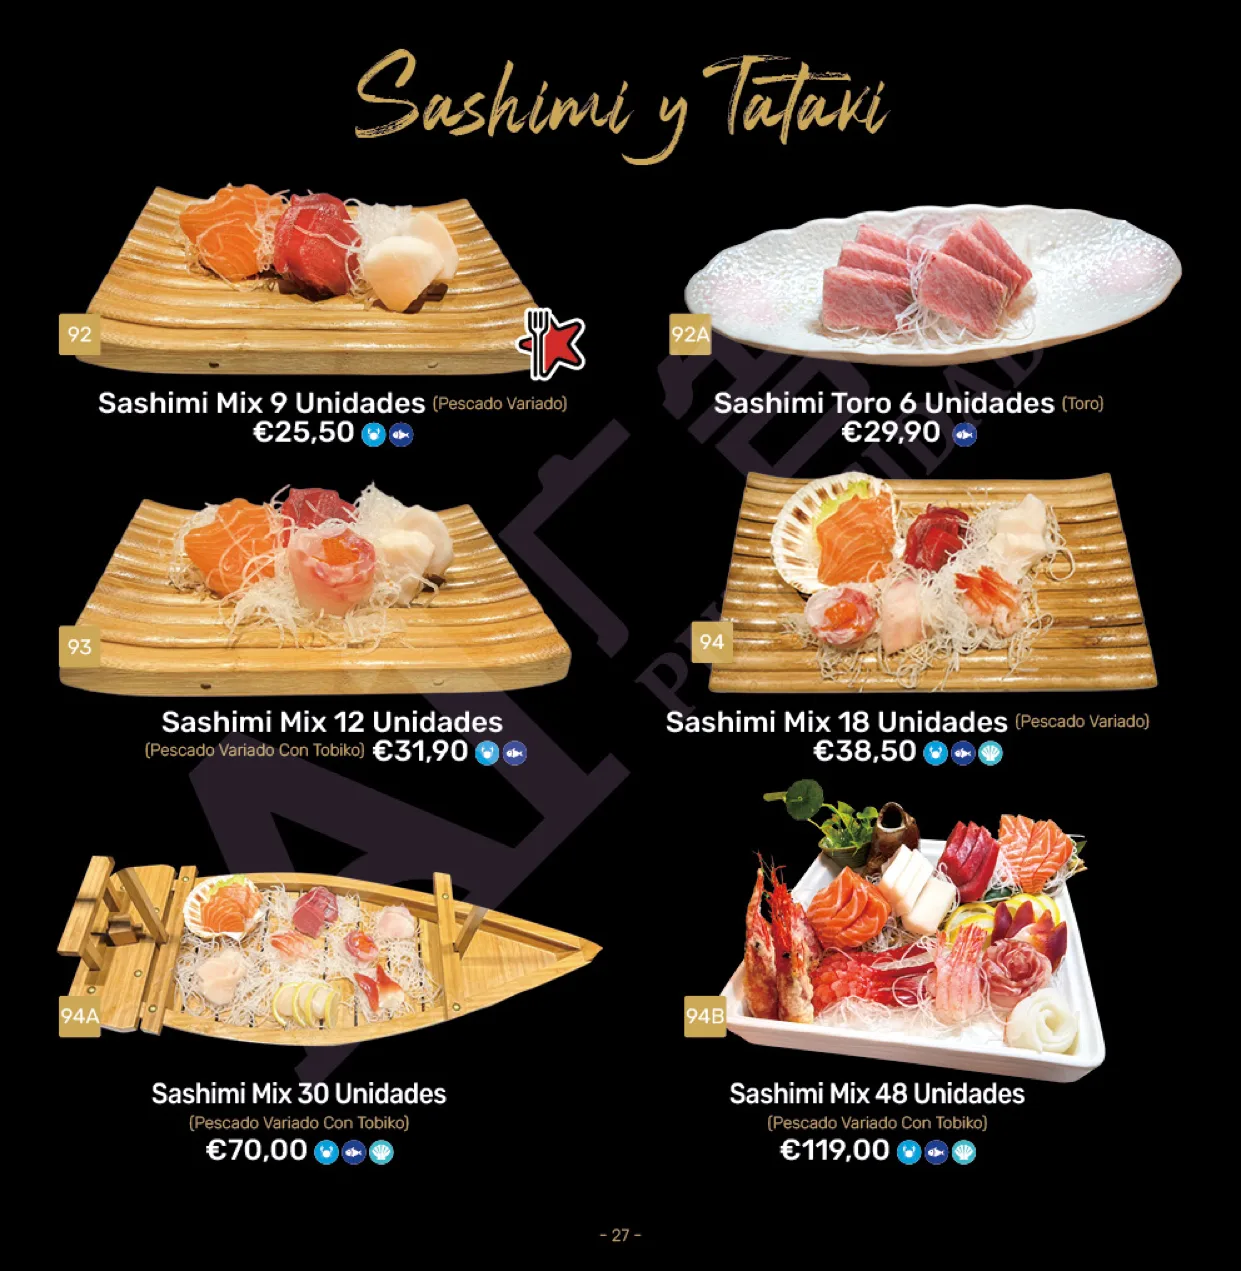 Sashimi y Tataki
92
Sashimi Mix 9 Unidades (Pescado Variado)
€25,50
92A
Sashimi Toro 6 Unidades (Toro)
€29,90
93
Sashimi Mix 12 Unidades
(Pescado Variado Con Tobiko) €31,90
94
Sashimi Mix 18 Unidades (Pescado Variado)
€38,50
94A
Sashimi Mix 30 Unidades
(Pescado Variado Con Tobiko)
€70,00
94B
Sashimi Mix 48 Unidades
(Pescado Variado Con Tobiko)
€119,00
- 27 -